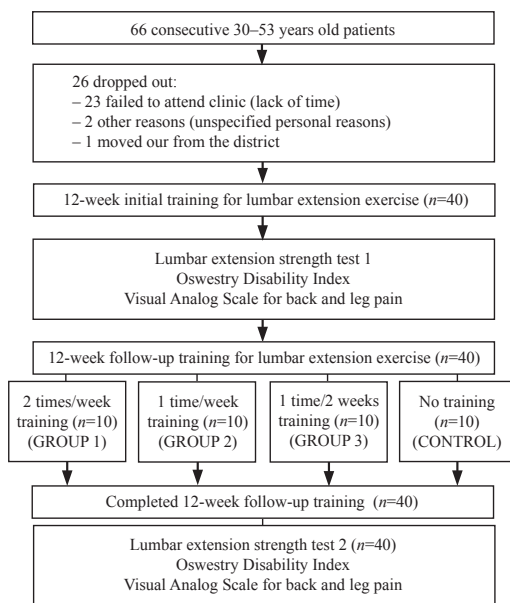 66 consecutive 30–53 years old patients
26 dropped out:
– 23 failed to attend clinic (lack of time)
– 2 other reasons (unspecified personal reasons)
– 1 moved our from the district
12-week initial training for lumbar extension exercise (n=40)
Lumbar extension strength test 1
Oswestry Disability Index
Visual Analog Scale for back and leg pain
12-week follow-up training for lumbar extension exercise (n=40)
2 times/week
training (n=10)
(GROUP 1)
1 time/week
training (n=10)
(GROUP 2)
1 time/2 weeks
training (n=10)
(GROUP 3)
No training
(n=10)
(CONTROL)
Completed 12-week follow-up training (n=40)
Lumbar extension strength test 2 (n=40)
Oswestry Disability Index
Visual Analog Scale for back and leg pain